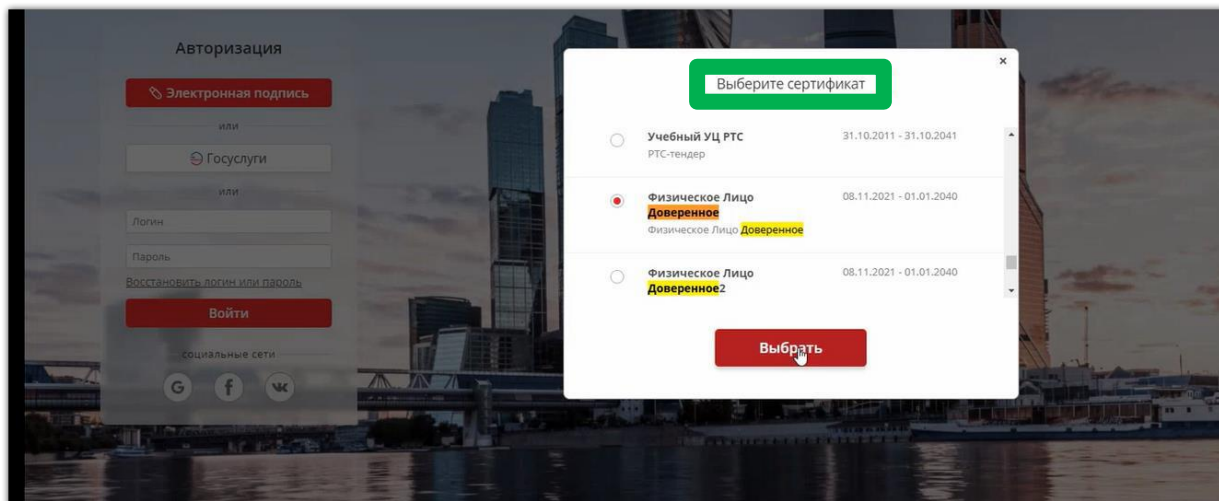 Авторизация
Электронная подпись
или
Госуслуги
или
Логин
Пароль
Восстановить логин или пароль
Войти
социальные сети
G f
Выберите сертификат
×
Учебный УЦ РТС 31.10.2011 - 31.10.2041
РТС-тендер
Физическое Лицо 08.11.2021 - 01.01.2040
Доверенное
Физическое Лицо Доверенное
Физическое Лицо 08.11.2021 - 01.01.2040
Доверенное2
Выбрать